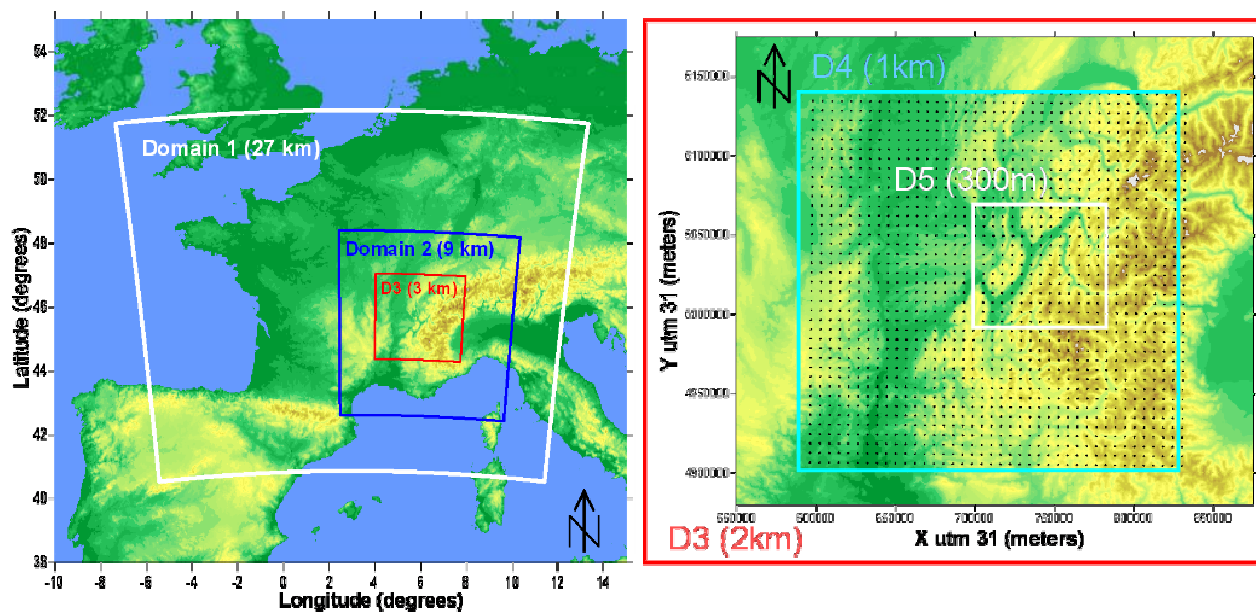 54
52
50
48
46
44
42
40
38
Latitude (degrees)
Domain 1 (27 km)
Domain 2 (9 km)
D3 (3 km)
N
-10 -8 -6 -4 -2 0 2 4 6 8 10 12 14
Longitude (degrees)
D4 (1km)
D5 (300m)
N
5150000
5100000
5050000
5000000
4950000
4900000
Y utm 31 (meters)
550000 600000 650000 700000 750000 800000 850000
X utm 31 (meters)
D3 (2km)